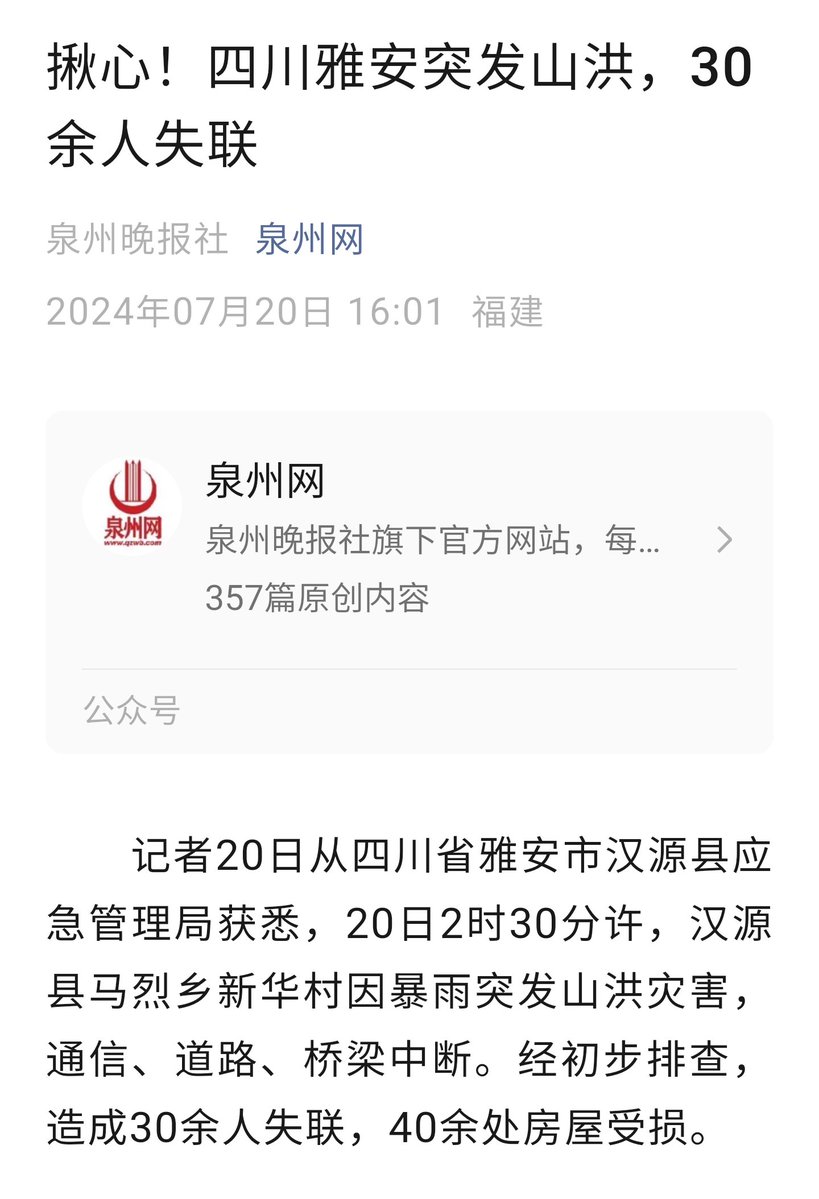 揪心！四川雅安突发山洪，30
余人失联
泉州晚报社 泉州网
2024年07月20日 16:01 福建
泉州网
www.qzwb.com
泉州网
泉州晚报社旗下官方网站，每...
357篇原创内容
公众号
记者20日从四川省雅安市汉源县应
急管理局获悉，20日2时30分许，汉源
县马烈乡新华村因暴雨突发山洪灾害，
通信、道路、桥梁中断。经初步排查，
造成30余人失联，40余处房屋受损。